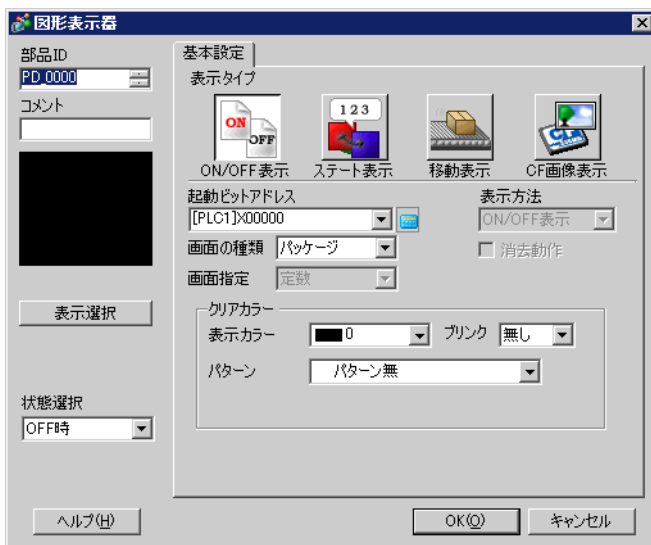 図形表示器
部品ID
PD_0000
コメント
表示選択
状態選択
OFF時
ヘルプ(H)
基本設定
表示タイプ
ON
OFF
123
CF
ON/OFF表示 ステート表示 移動表示 CF画像表示
起動ビットアドレス 表示方法
[PLC1]X00000 ON/OFF表示
画面の種類 パッケージ 消去動作
画面指定 定数
クリアカラー
表示カラー 0 ブリンク 無し
パターン パターン無
OK(O) キャンセル